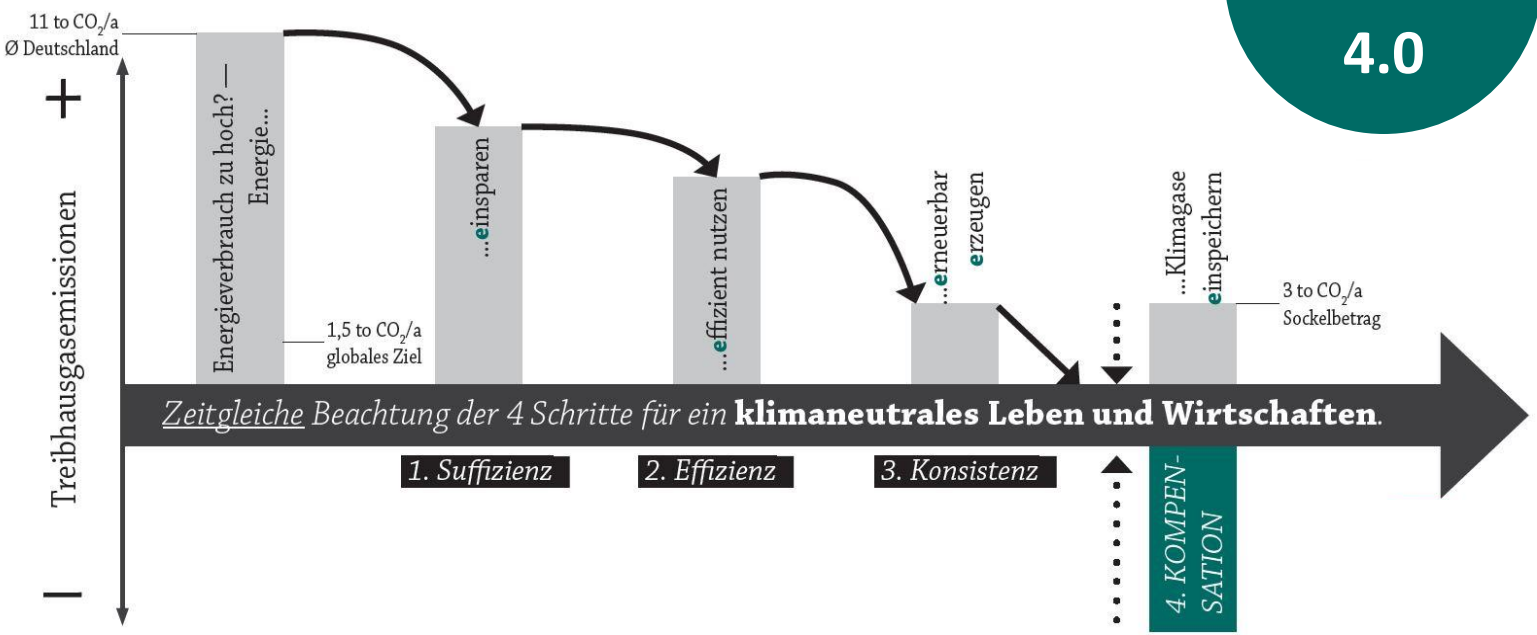 11 to CO₂/a
Ø Deutschland
4.0
+
Treibhausgasemissionen
–
Energieverbrauch zu hoch? —
Energie...
1,5 to CO₂/a
globales Ziel
...einsparen
...effizient nutzen
...erneuerbar
erzeugen
...Klimagase
einspeichern
3 to CO₂/a
Sockelbetrag
Zeitgleiche Beachtung der 4 Schritte für ein klimaneutrales Leben und Wirtschaften.
1. Suffizienz
2. Effizienz
3. Konsistenz
4. KOMPEN-
SATION